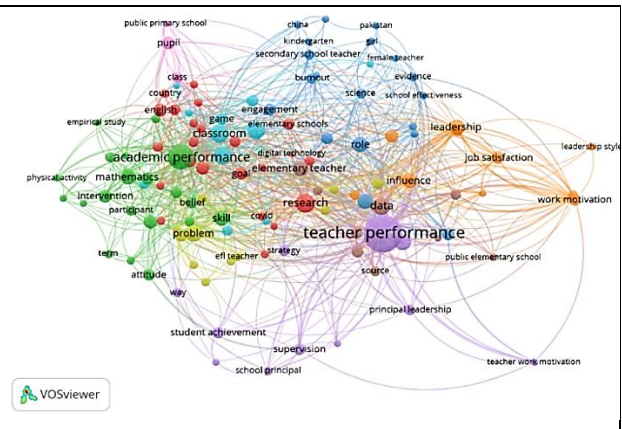 public primary school
china
pakistan
pupil
kindergarten
girl
secondary school teacher
female teacher
class
burnout
evidence
country
science
school effectiveness
english
engagement
empirical study
game
elementary schools
leadership
classroom
role
leadership style
academic performance
digital technology
job satisfaction
physical activity
mathematics
goal
elementary teacher
influence
intervention
belief
research
data
work motivation
participant
skill
covid
problem
teacher performance
term
efl teacher
strategy
public elementary school
attitude
source
way
principal leadership
student achievement
supervision
school principal
teacher work motivation
VOSviewer